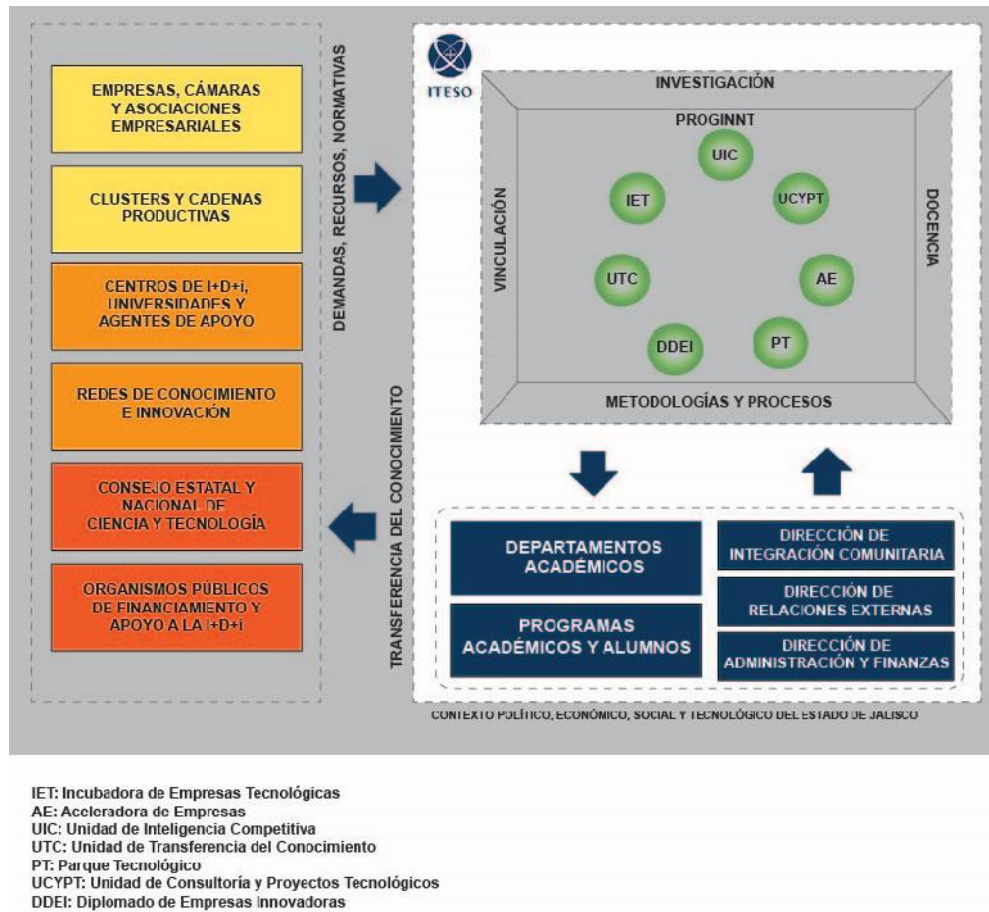 EMPRESAS, CÁMARAS
Y ASOCIACIONES
EMPRESARIALES
CLUSTERS Y CADENAS
PRODUCTIVAS
CENTROS DE I+D+i,
UNIVERSIDADES Y
AGENTES DE APOYO
REDES DE CONOCIMIENTO
E INNOVACIÓN
CONSEJO ESTATAL Y
NACIONAL DE
CIENCIA Y TECNOLOGÍA
ORGANISMOS PÚBLICOS
DE FINANCIAMIENTO Y
APOYO A LA I+D+i
DEMANDAS, RECURSOS, NORMATIVAS
TRANSFERENCIA DEL CONOCIMIENTO
ITESO
INVESTIGACIÓN
PROGINNT
VINCULACIÓN
DOCENCIA
UIC
IET
UCYPT
UTC
AE
DDEI
PT
METODOLOGÍAS Y PROCESOS
DEPARTAMENTOS
ACADÉMICOS
PROGRAMAS
ACADÉMICOS Y ALUMNOS
DIRECCIÓN DE
INTEGRACIÓN COMUNITARIA
DIRECCIÓN DE
RELACIONES EXTERNAS
DIRECCIÓN DE
ADMINISTRACIÓN Y FINANZAS
CONTEXTO POLÍTICO, ECONÓMICO, SOCIAL Y TECNOLÓGICO DEL ESTADO DE JALISCO
IET: Incubadora de Empresas Tecnológicas
AE: Aceleradora de Empresas
UIC: Unidad de Inteligencia Competitiva
UTC: Unidad de Transferencia del Conocimiento
PT: Parque Tecnológico
UCYPT: Unidad de Consultoría y Proyectos Tecnológicos
DDEI: Diplomado de Empresas Innovadoras